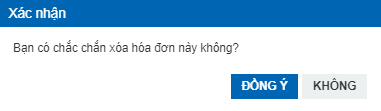 Xác nhận
Bạn có chắc chắn xóa hóa đơn này không?
ĐỒNG Ý KHÔNG